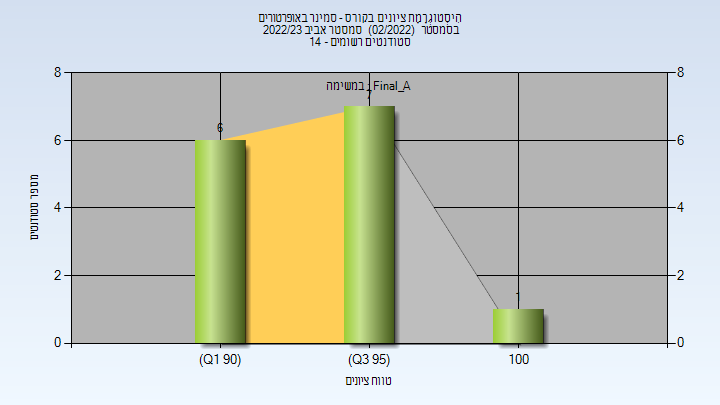 היסטוגרמת ציונים בקורס - סמינר באופרטורים
בסמסטר (02/2022) סמסטר אביב 2022/23
סטודנטים רשומים - 14
במשימה : Final_A
8 8
7
6
6 6
מספר סטודנטים
4 4
2 2
1
0 0
(Q1 90) (Q3 95) 100
טווח ציונים